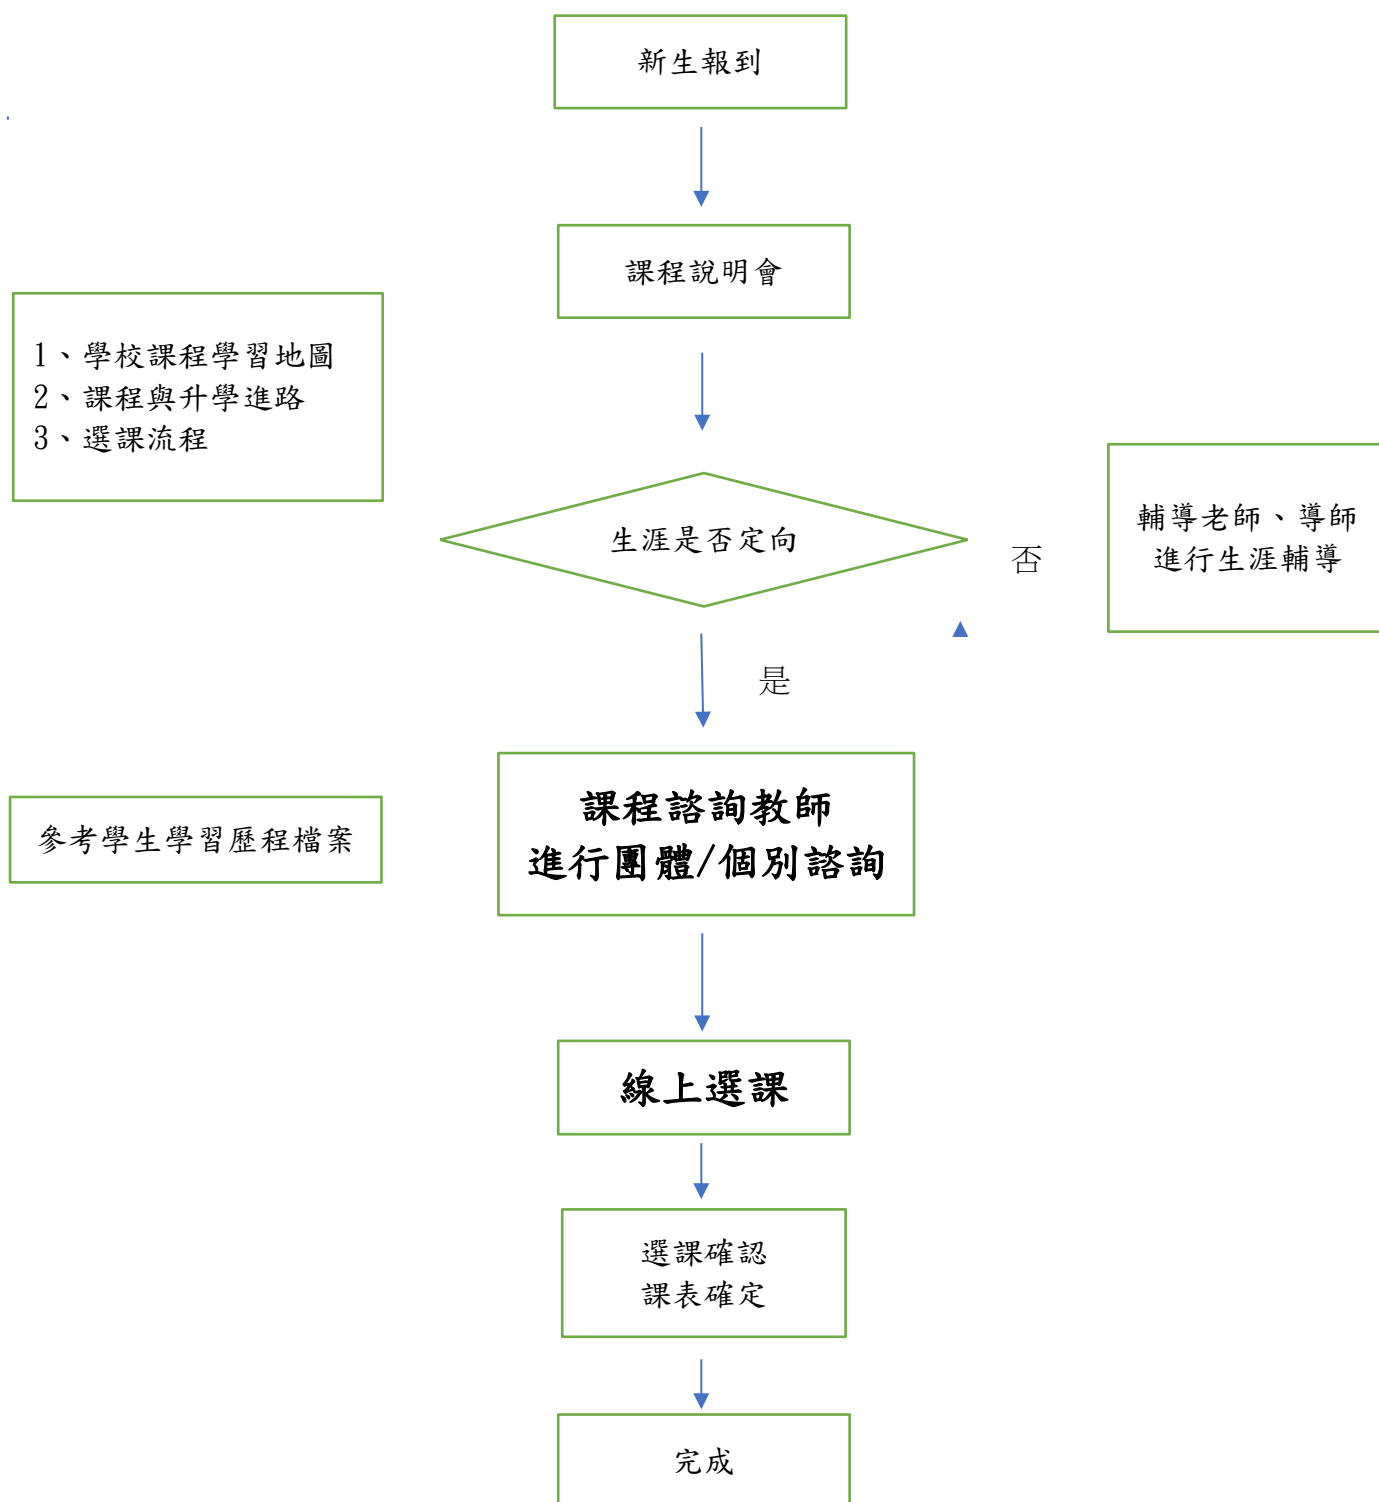 新生報到
課程說明會
1、學校課程學習地圖
2、課程與升學進路
3、選課流程
生涯是否定向
否
輔導老師、導師
進行生涯輔導
是
課程諮詢教師
進行團體/個別諮詢
參考學生學習歷程檔案
線上選課
選課確認
課表確定
完成